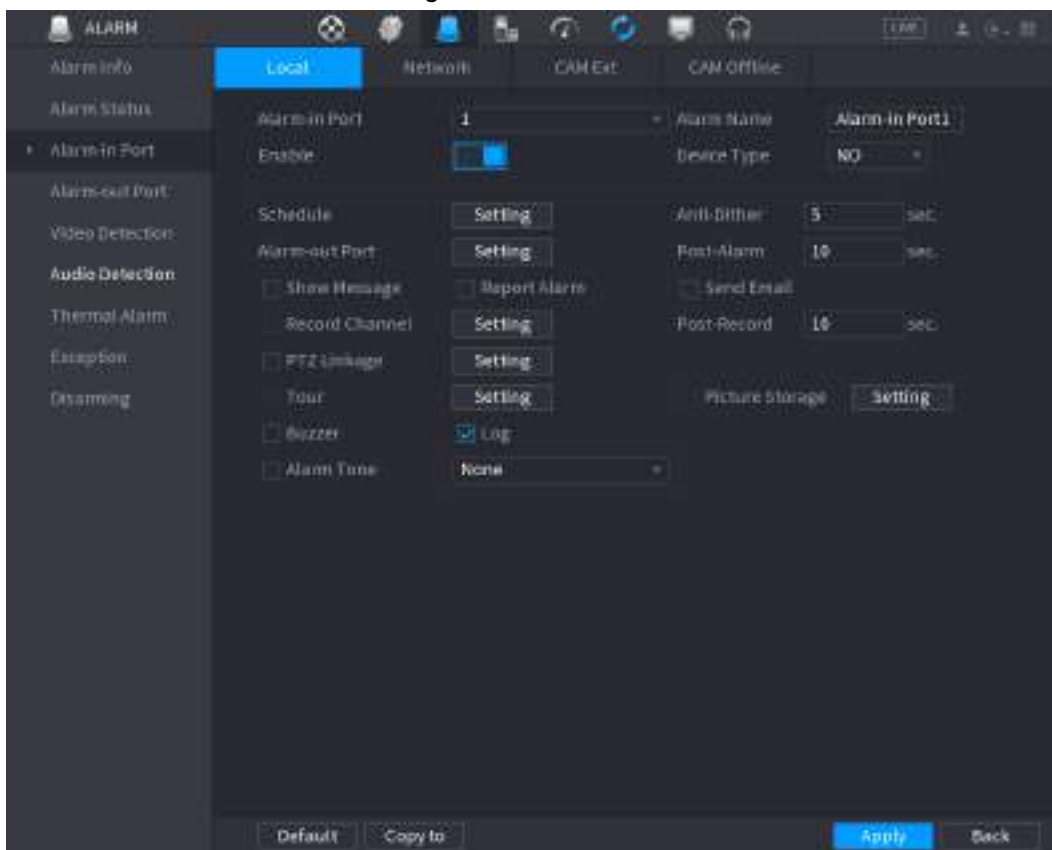 ALARM
LIVE
Alarm Info
Alarm Status
Alarm-in Port
Alarm-out Port
Video Detection
Audio Detection
Thermal Alarm
Exception
Disarming
Local Network CAM Ext CAM Offline
Alarm-in Port 1 Alarm Name Alarm-in Port1
Enable Device Type NO
Schedule Setting Anti-Dither 5 sec.
Alarm-out Port Setting Post-Alarm 10 sec.
Show Message Report Alarm Send Email
Record Channel Setting Post-Record 10 sec.
PTZ Linkage Setting
Tour Setting Picture Storage Setting
Buzzer Log
Alarm Tone None
Default Copy to Apply Back